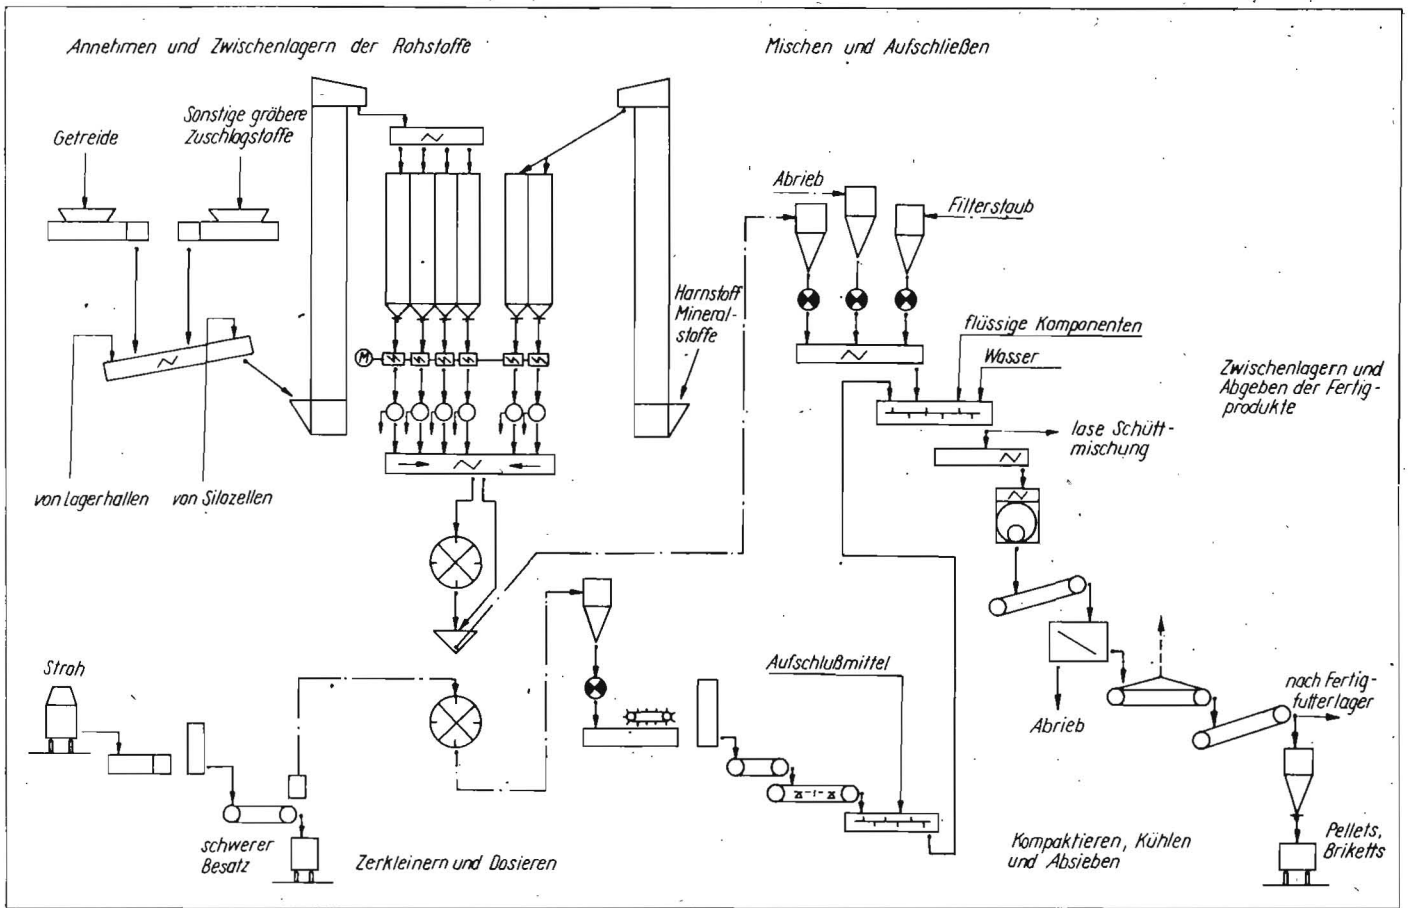 Annehmen und Zwischenlagern der Rohstoffe
Mischen und Aufschließen
Getreide
Sonstige gröbere
Zuschlagstoffe
Abrieb
Filterstaub
Harnstoff
Mineral-
stoffe
M
flüssige Komponenten
Wasser
Zwischenlagern und
Abgeben der Fertig-
produkte
lose Schütt-
mischung
von Lagerhallen
von Silozellen
Stroh
Aufschlußmittel
Abrieb
nach Fertig-
futterlager
schwerer
Besatz
Zerkleinern und Dosieren
Kompaktieren, Kühlen
und Absieben
Pellets,
Briketts